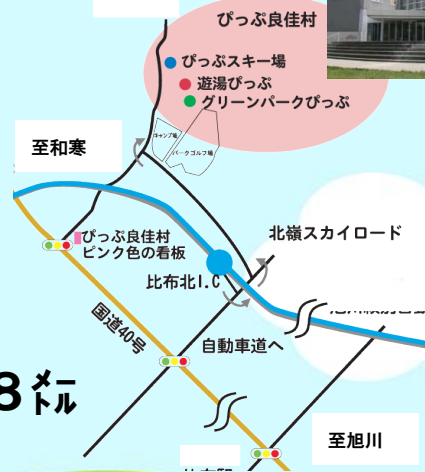 ぴっぷ良佳村
ぴっぷスキー場
遊湯ぴっぷ
グリーンパークぴっぷ
キャンプ場
パークゴルフ場
至和寒
ぴっぷ良佳村
ピンク色の看板
北嶺スカイロード
比布北I.C
国道40号
自動車道へ
8メートル
至旭川